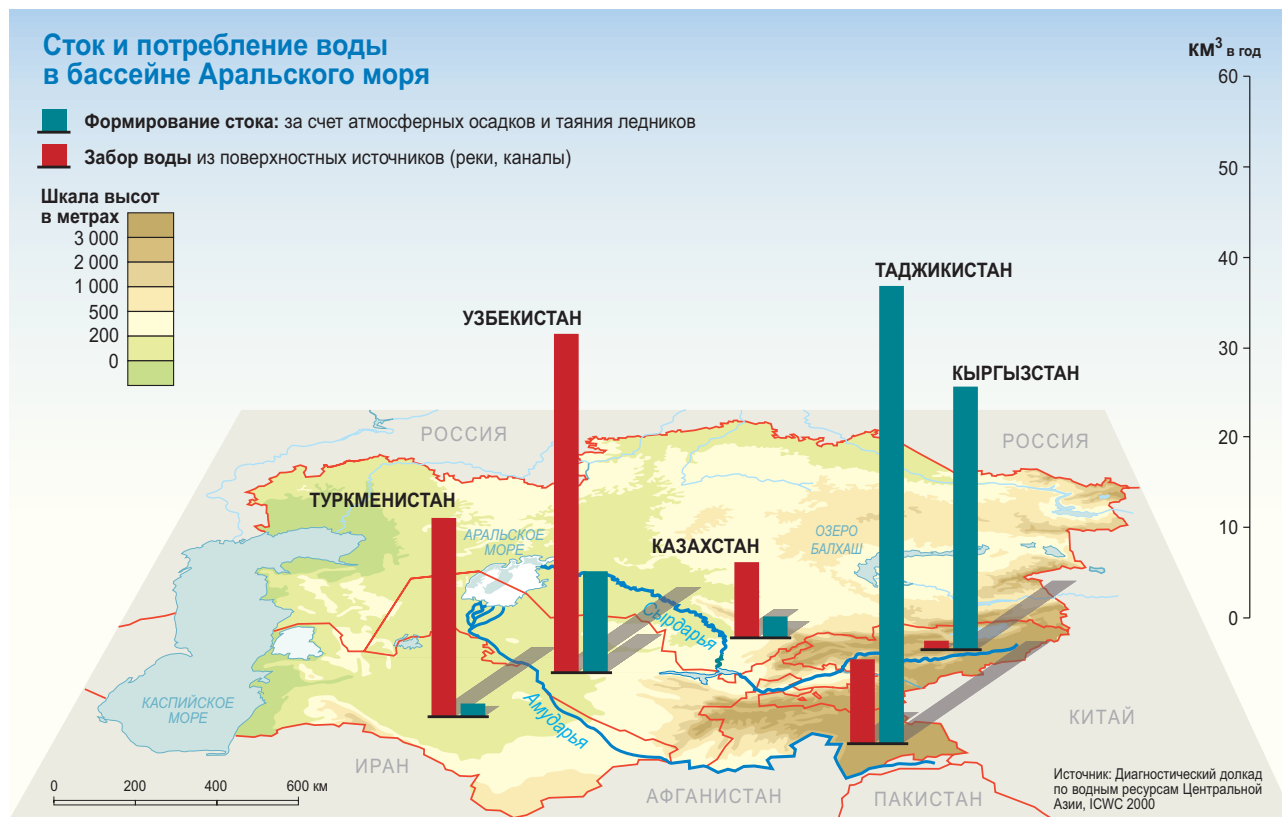 Сток и потребление воды
в бассейне Аральского моря
Формирование стока: за счет атмосферных осадков и таяния ледников
Забор воды из поверхностных источников (реки, каналы)
Шкала высот
в метрах
3 000
2 000
1 000
500
200
0
КМ³ в год
60
50
40
30
20
10
0
ТАДЖИКИСТАН
УЗБЕКИСТАН
КЫРГЫЗСТАН
РОССИЯ
РОССИЯ
ТУРКМЕНИСТАН
АРАЛЬСКОЕ
МОРЕ
КАЗАХСТАН
ОЗЕРО
БАЛХАШ
Сырдарья
КАСПИЙСКОЕ
МОРЕ
Амударья
КИТАЙ
ИРАН
АФГАНИСТАН
ПАКИСТАН
0 200 400 600 км
Источник: Диагностический долкад
по водным ресурсам Центральной
Азии, ICWC 2000